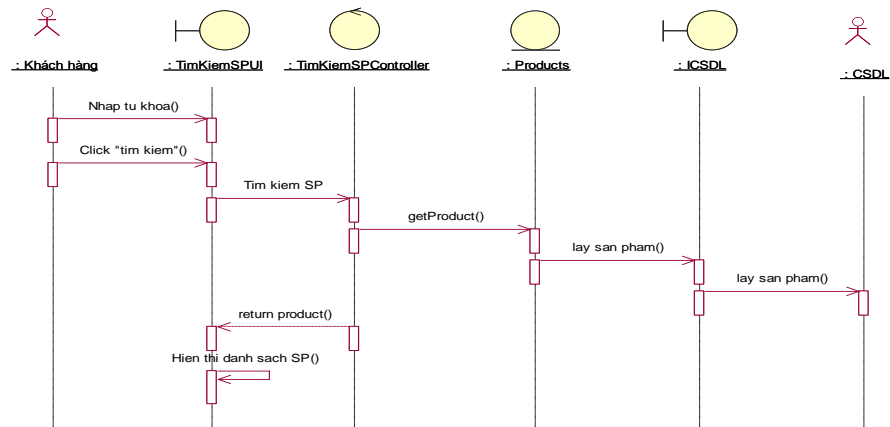 : Khách hàng
: TimKiemSPUI
: TimKiemSPController
: Products
: ICSDL
: CSDL
Nhap tu khoa()
Click "tim kiem"()
Tim kiem SP
getProduct()
lay san pham()
lay san pham()
return product()
Hien thi danh sach SP()